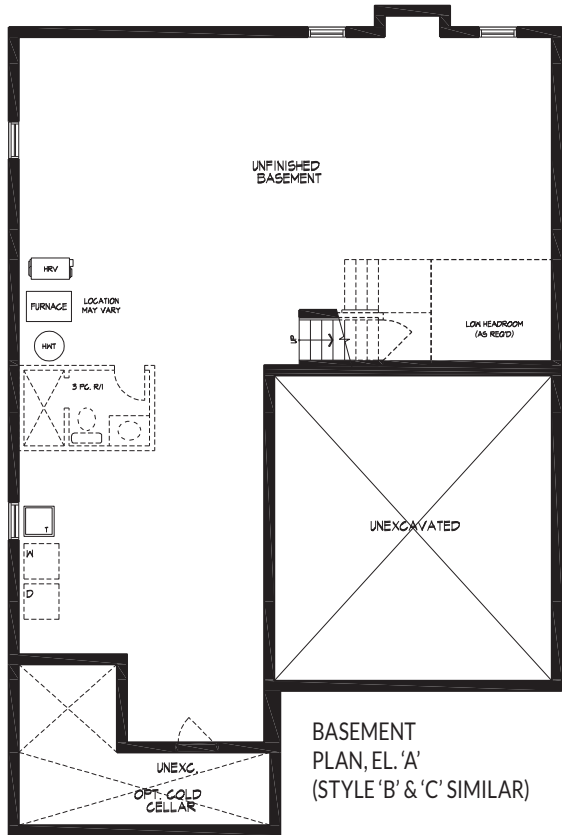 UNFINISHED
BASEMENT
HRV
FURNACE
LOCATION
MAY VARY
HWT
UP
LOW HEADROOM
(AS REQ'D)
3 PC. R/I
UNEXCAVATED
T
W
D
UNEXC.
OPT. COLD
CELLAR
BASEMENT
PLAN, EL. ‘A’
(STYLE ‘B’ & ‘C’ SIMILAR)